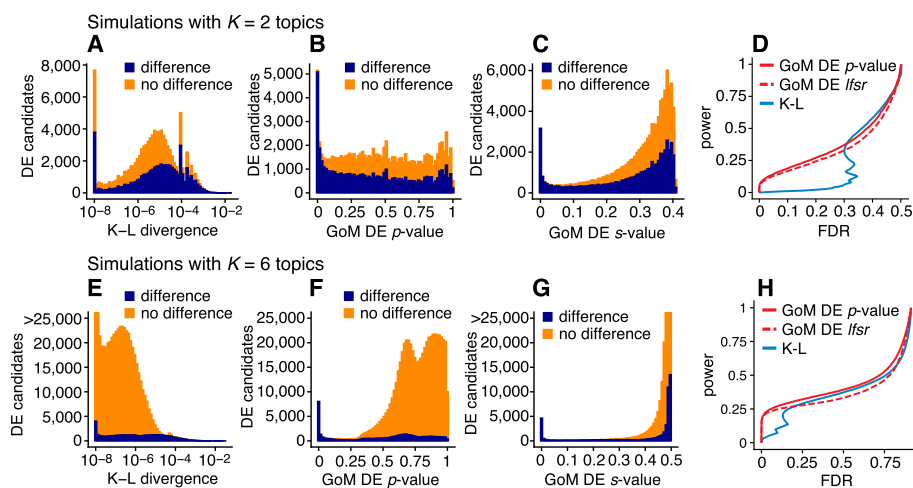 Simulations with K = 2 topics
A
difference
no difference
DE candidates
8,000
6,000
4,000
2,000
0
10−8
10−6
10−4
10−2
K−L divergence
B
difference
no difference
DE candidates
5,000
4,000
3,000
2,000
1,000
0
0
0.25
0.5
0.75
1
GoM DE p-value
C
difference
no difference
DE candidates
6,000
4,000
2,000
0
0
0.1
0.2
0.3
0.4
GoM DE s-value
D
GoM DE p-value
GoM DE lfsr
K-L
power
1
0.5
0.25
0
0
0.1
0.2
0.3
0.4
0.5
FDR
Simulations with K = 6 topics
E
difference
no difference
DE candidates
>25,000
20,000
15,000
10,000
5,000
0
10−8
10−6
10−4
10−2
K−L divergence
F
difference
no difference
DE candidates
25,000
20,000
15,000
10,000
5,000
0
0
0.25
0.5
0.75
1
GoM DE p-value
G
difference
no difference
DE candidates
>25,000
20,000
15,000
10,000
5,000
0
0
0.1
0.2
0.3
0.4
0.5
GoM DE s-value
H
GoM DE p-value
GoM DE lfsr
K-L
power
1
0.5
0.25
0
0
0.25
0.75
FDR